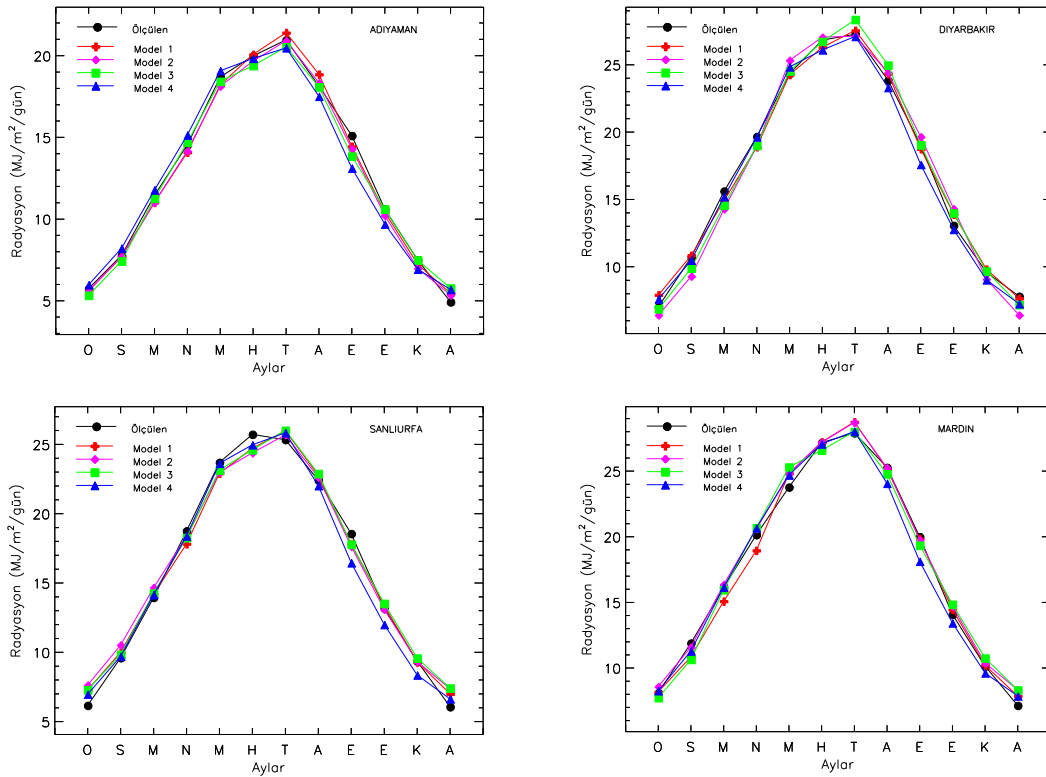 ADIYAMAN
Ölçülen
Model 1
Model 2
Model 3
Model 4
Radyasyon (MJ/m²/gün)
20
15
10
5
O S M N M H T A E E K A
Aylar
DIYARBAKIR
Ölçülen
Model 1
Model 2
Model 3
Model 4
Radyasyon (MJ/m²/gün)
25
20
15
10
O S M N M H T A E E K A
Aylar
SANLIURFA
Ölçülen
Model 1
Model 2
Model 3
Model 4
Radyasyon (MJ/m²/gün)
25
20
15
10
5
O S M N M H T A E E K A
Aylar
MARDIN
Ölçülen
Model 1
Model 2
Model 3
Model 4
Radyasyon (MJ/m²/gün)
25
20
15
10
O S M N M H T A E E K A
Aylar